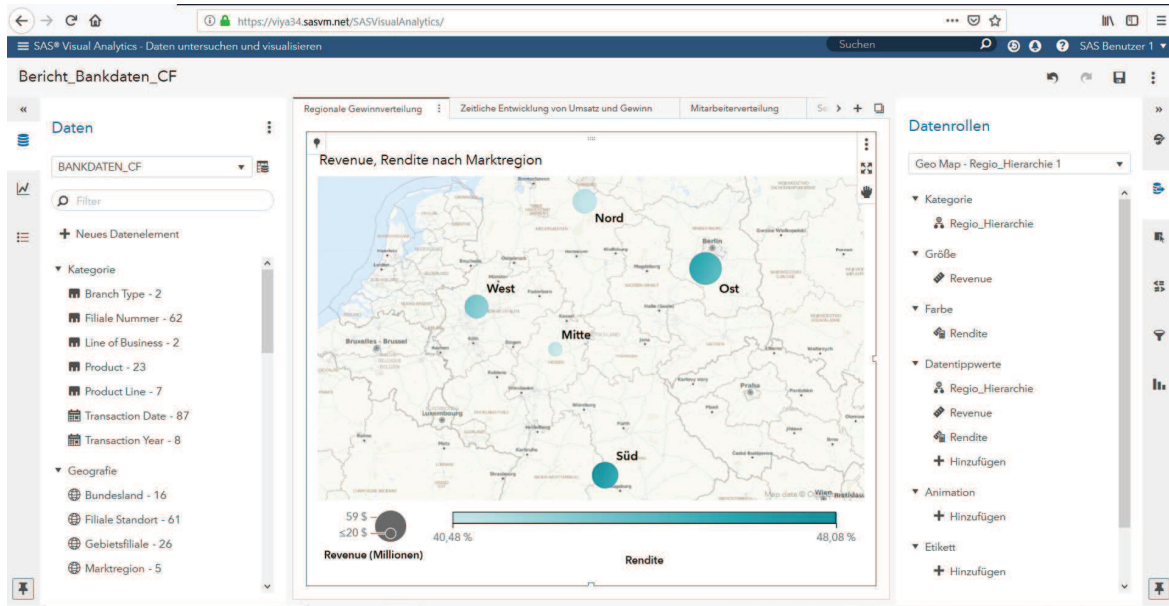 https://viya34.sasvm.net/SASVisualAnalytics/
SAS® Visual Analytics - Daten untersuchen und visualisieren
Suchen
SAS Benutzer 1
Bericht_Bankdaten_CF
Daten
BANKDATEN_CF
Filter
Neues Datenelement
Kategorie
Branch Type - 2
Filiale Nummer - 62
Line of Business - 2
Product - 23
Product Line - 7
Transaction Date - 87
Transaction Year - 8
Geografie
Bundesland - 16
Filiale Standort - 61
Gebietsfiliale - 26
Marktregion - 5
Regionale Gewinnverteilung
Zeitliche Entwicklung von Umsatz und Gewinn
Mitarbeiterverteilung
Revenue, Rendite nach Marktregion
Nord
Berlin
West
Ost
Mitte
Bruxelles - Brussel
Praha
Luxembourg
Süd
Map data ©
Wien
Bratislava
59 $
≤20 $
Revenue (Millionen)
40,48 %
48,08 %
Rendite
Datenrollen
Geo Map - Regio_Hierarchie 1
Kategorie
Regio_Hierarchie
Größe
Revenue
Farbe
Rendite
Datentippwerte
Regio_Hierarchie
Revenue
Rendite
Hinzufügen
Animation
Hinzufügen
Etikett
Hinzufügen